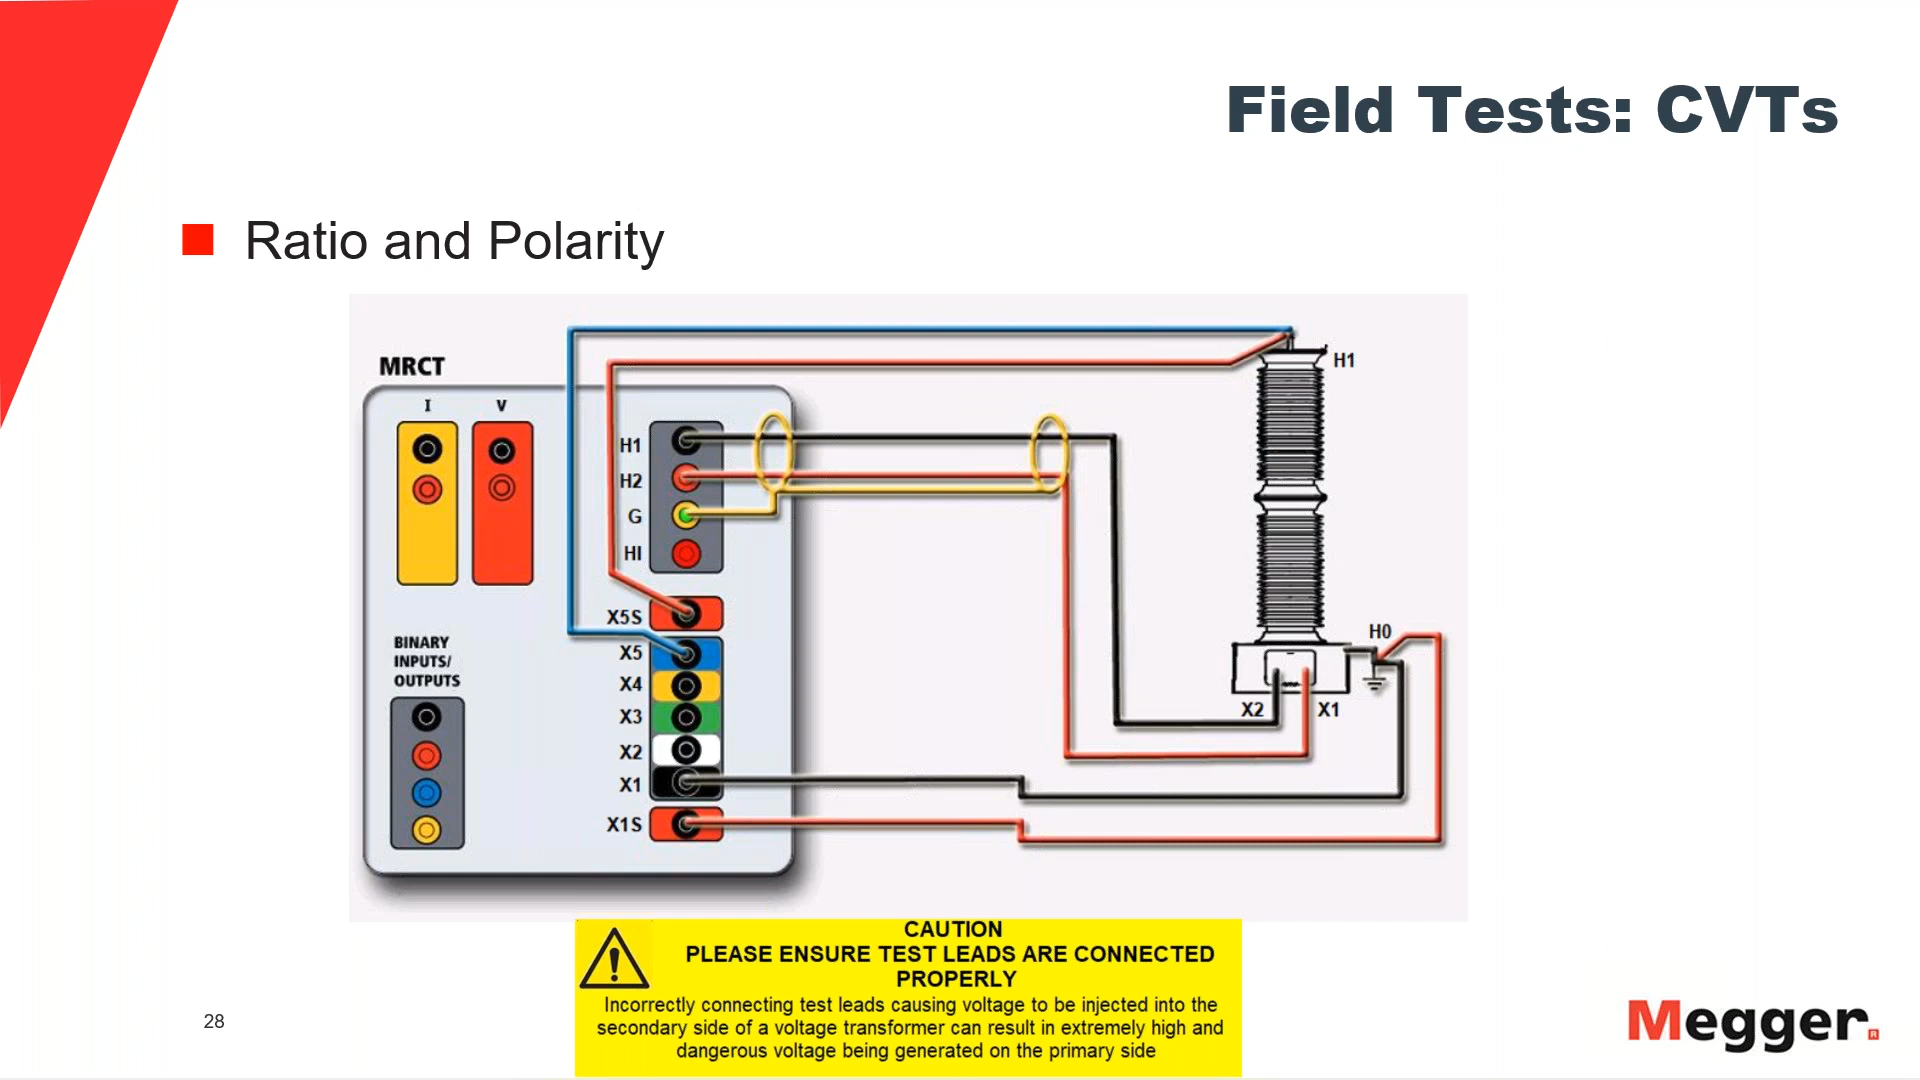 Field Tests: CVTs
Ratio and Polarity
MRCT
I
V
H1
H2
G
HI
X5S
X5
X4
X3
X2
X1
X1S
BINARY
INPUTS/
OUTPUTS
H1
H0
X2
X1
CAUTION
PLEASE ENSURE TEST LEADS ARE CONNECTED
PROPERLY
Incorrectly connecting test leads causing voltage to be injected into the
secondary side of a voltage transformer can result in extremely high and
dangerous voltage being generated on the primary side
28
Megger.